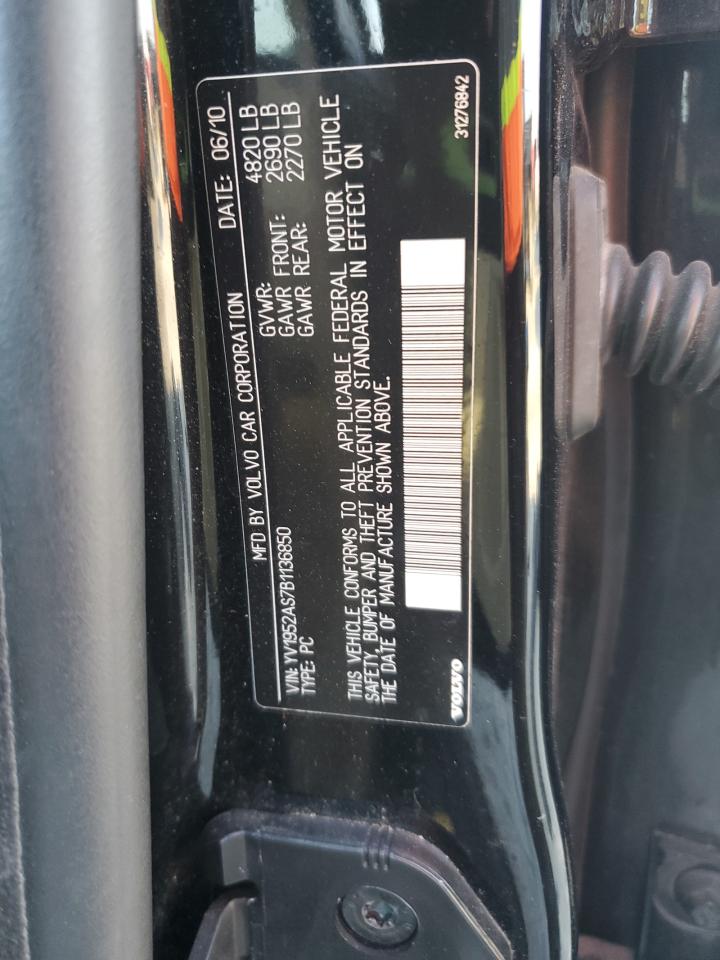 MFD BY VOLVO CAR CORPORATION DATE: 06/10
VIN: YV1952AS7B1136850 GVWR: 4820 LB
TYPE: PC GAWR FRONT: 2690 LB
GAWR REAR: 2270 LB
THIS VEHICLE CONFORMS TO ALL APPLICABLE FEDERAL MOTOR VEHICLE
SAFETY, BUMPER AND THEFT PREVENTION STANDARDS IN EFFECT ON
THE DATE OF MANUFACTURE SHOWN ABOVE.
VOLVO 31276842